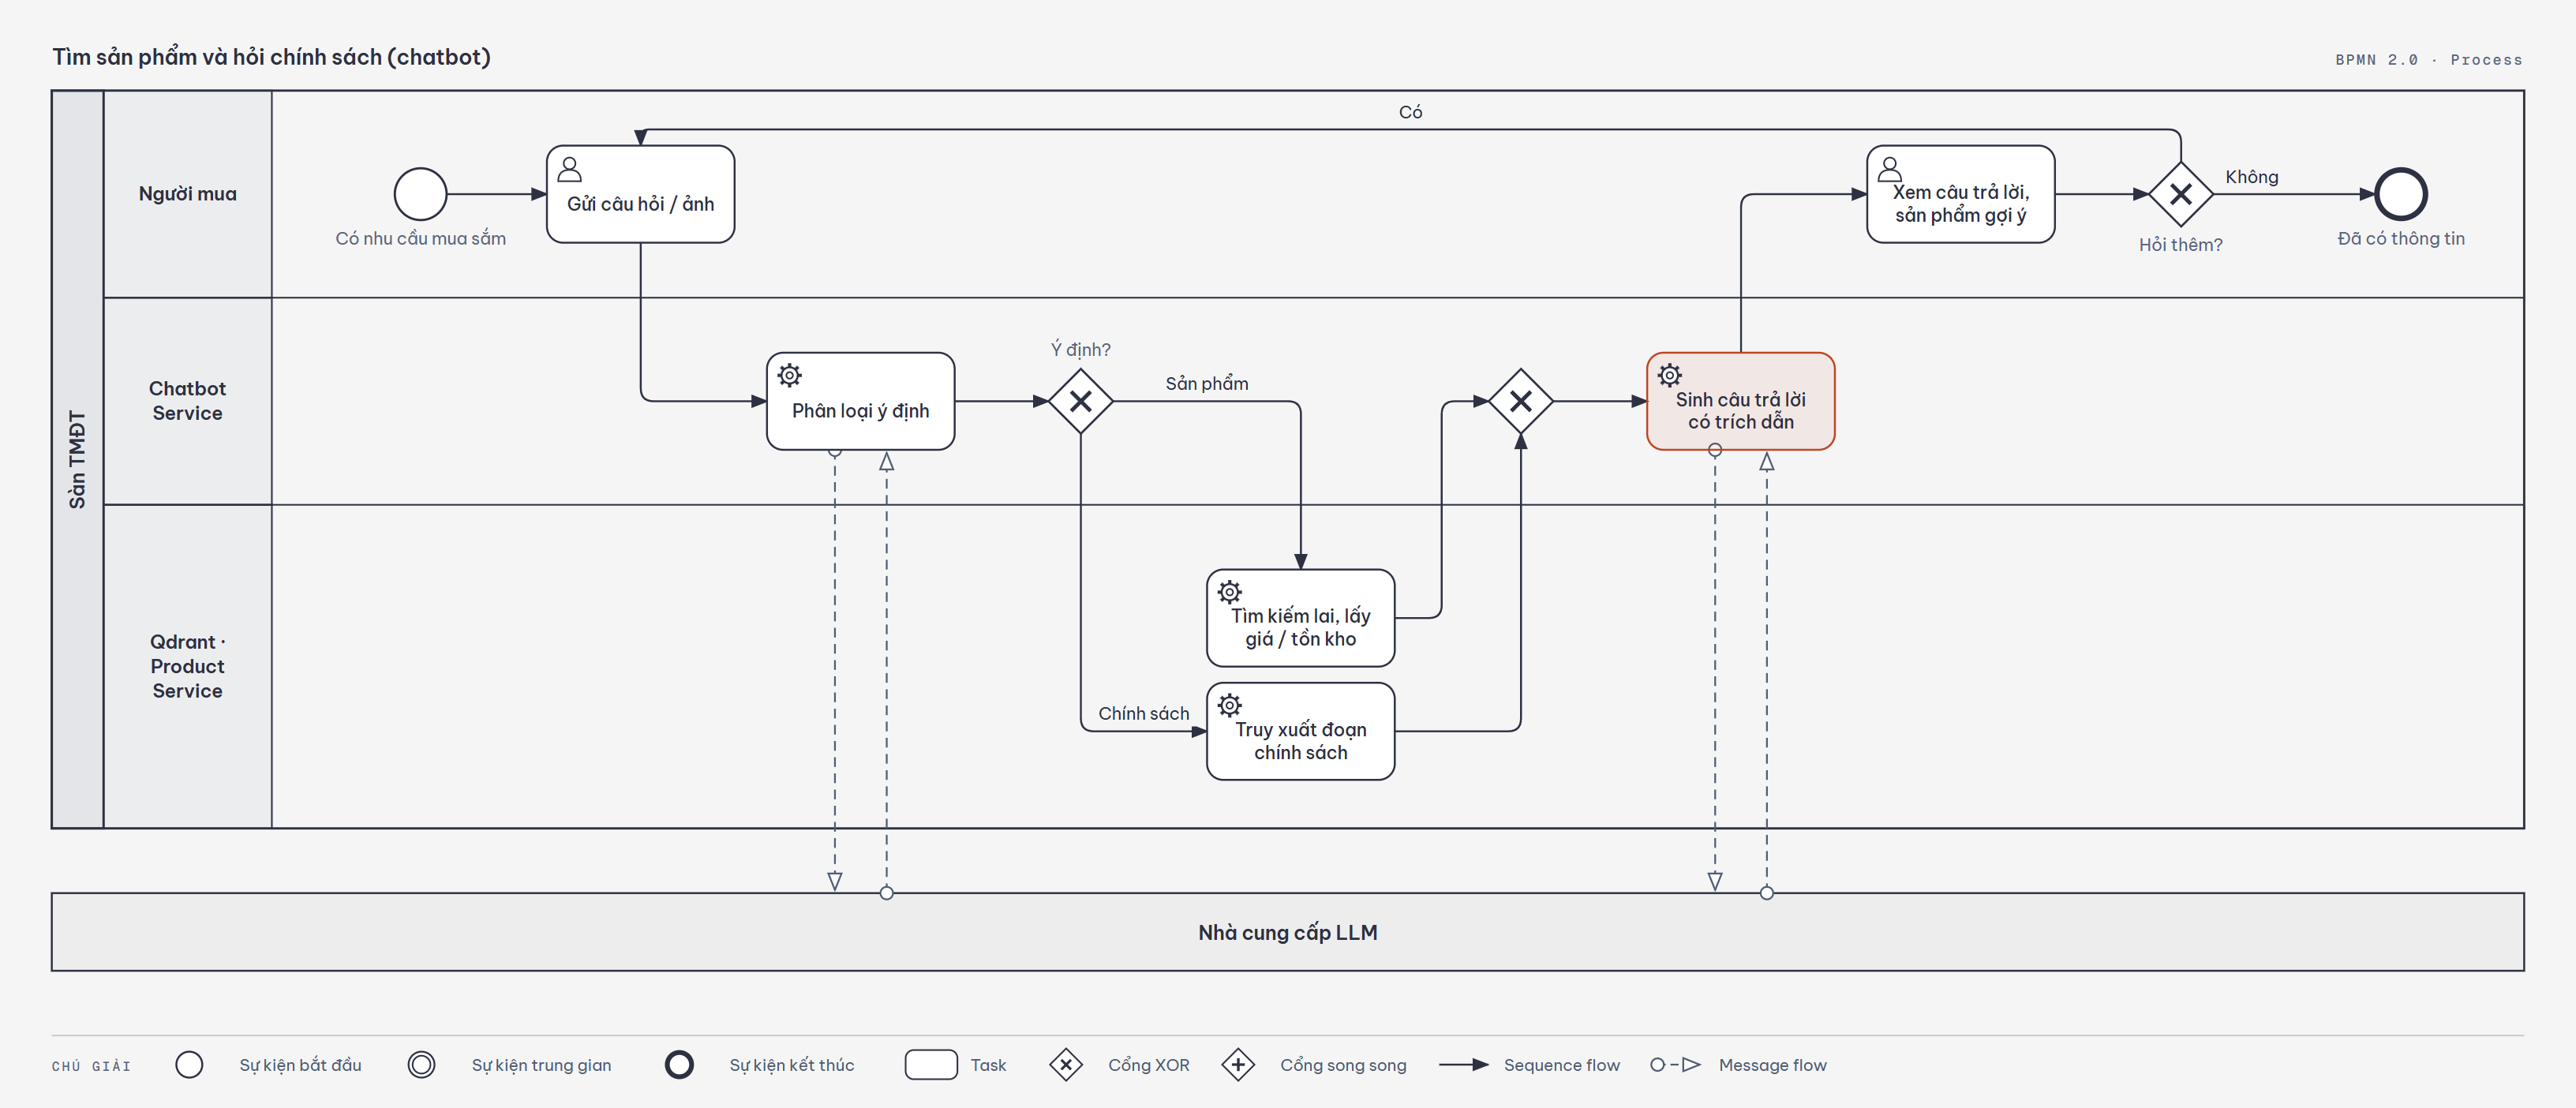 Tìm sản phẩm và hỏi chính sách (chatbot)
BPMN 2.0 · Process
Sàn TMĐT
Người mua
Có nhu cầu mua sắm
Gửi câu hỏi / ảnh
Có
Xem câu trả lời,
sản phẩm gợi ý
Hỏi thêm?
Không
Đã có thông tin
Chatbot
Service
Phân loại ý định
Ý định?
Sản phẩm
Sinh câu trả lời
có trích dẫn
Qdrant ·
Product
Service
Tìm kiếm lai, lấy
giá / tồn kho
Chính sách
Truy xuất đoạn
chính sách
Nhà cung cấp LLM
CHÚ GIẢI
Sự kiện bắt đầu
Sự kiện trung gian
Sự kiện kết thúc
Task
Cổng XOR
Cổng song song
Sequence flow
Message flow